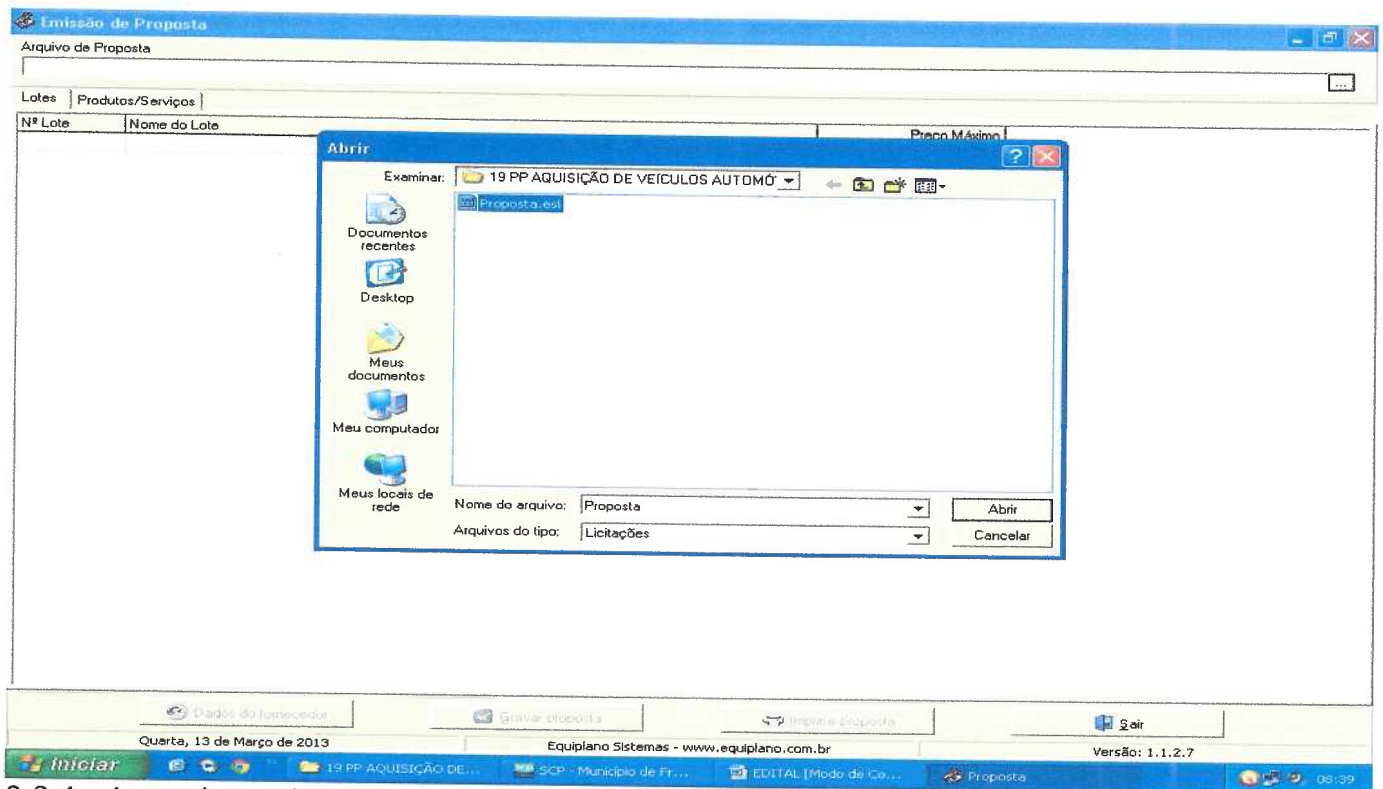 Emissão de Proposta
Arquivo de Proposta
...
Lotes Produtos/Serviços
Nº Lote Nome do Lote Preço Máximo
Abrir
Examinar: 19 PP AQUISIÇÃO DE VEÍCULOS AUTOMÓ
Proposta.esl
Documentos
recentes
Desktop
Meus
documentos
Meu computador
Meus locais de
rede
Nome do arquivo: Proposta Abrir
Arquivos do tipo: Licitações Cancelar
Dados do fornecedor Gravar proposta Imprimir proposta Sair
Quarta, 13 de Março de 2013 Equiplano Sistemas - www.equiplano.com.br Versão: 1.1.2.7
Iniciar 19 PP AQUISIÇÃO DE... SCP - Município de Fr... EDITAL [Modo de Co... Proposta 08:39